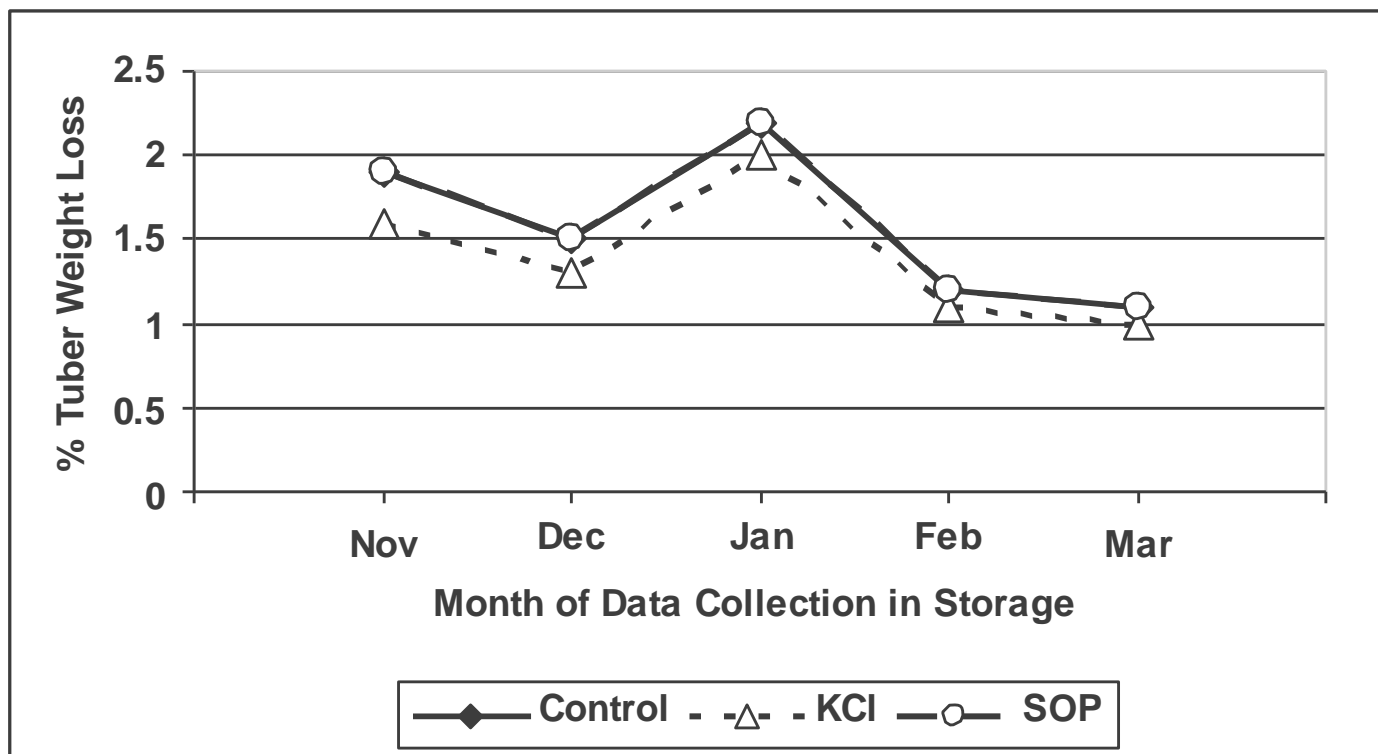 % Tuber Weight Loss
2.5
2
1.5
1
0.5
0
Nov Dec Jan Feb Mar
Month of Data Collection in Storage
Control KCl SOP